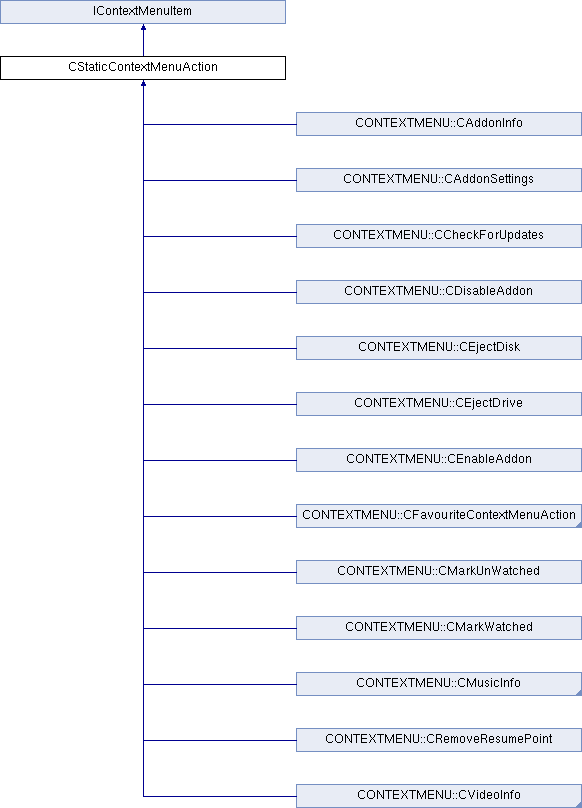 IContextMenuItem
CStaticContextMenuAction
CONTEXTMENU::CAddonInfo
CONTEXTMENU::CAddonSettings
CONTEXTMENU::CCheckForUpdates
CONTEXTMENU::CDisableAddon
CONTEXTMENU::CEjectDisk
CONTEXTMENU::CEjectDrive
CONTEXTMENU::CEnableAddon
CONTEXTMENU::CFavouriteContextMenuAction
CONTEXTMENU::CMarkUnWatched
CONTEXTMENU::CMarkWatched
CONTEXTMENU::CMusicInfo
CONTEXTMENU::CRemoveResumePoint
CONTEXTMENU::CVideoInfo